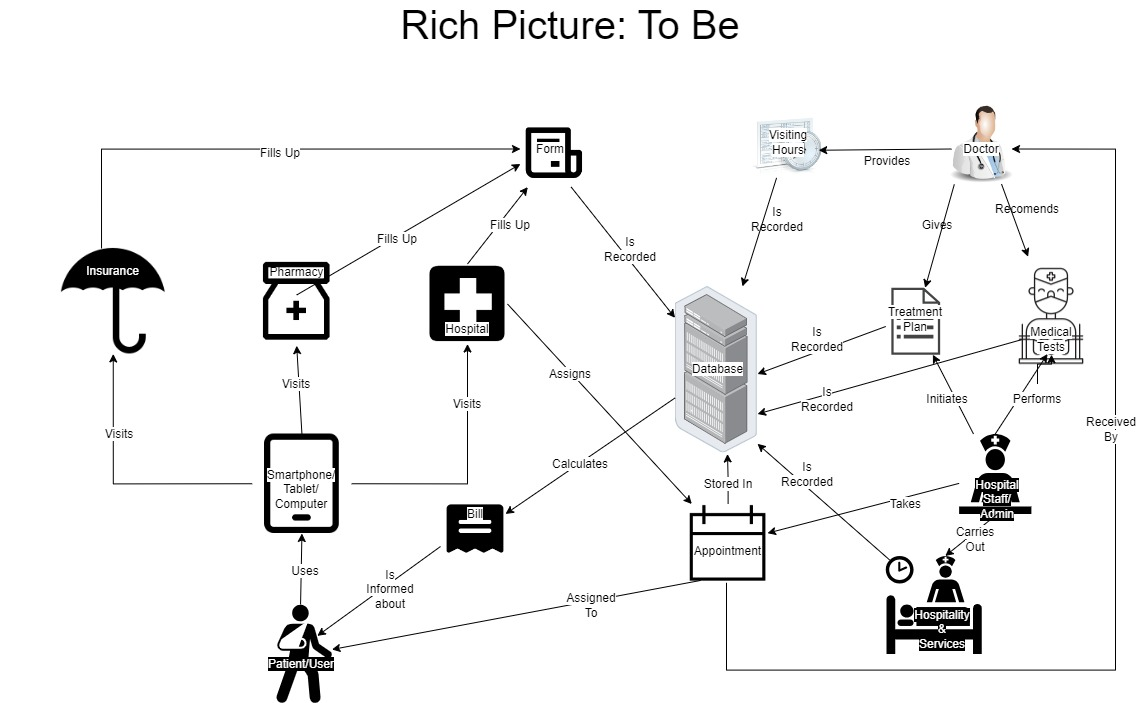 Rich Picture: To Be
Visiting
Hours
Form
Doctor
Fills Up
Provides
Recomends
Is
Recorded
Gives
Fills Up
Fills Up
Is
Recorded
Insurance
Pharmacy
Hospital
Treatment
Plan
Medical
Tests
Is
Recorded
Database
Assigns
Visits
Is
Recorded
Initiates
Performs
Visits
Visits
Received
By
Calculates
Is
Recorded
Smartphone/
Tablet/
Computer
Stored In
Hospital
Staff/
Admin
Takes
Bill
Carries
Out
Appointment
Uses
Is
Informed
about
Assigned
To
Hospitality
&
Services
Patient/User